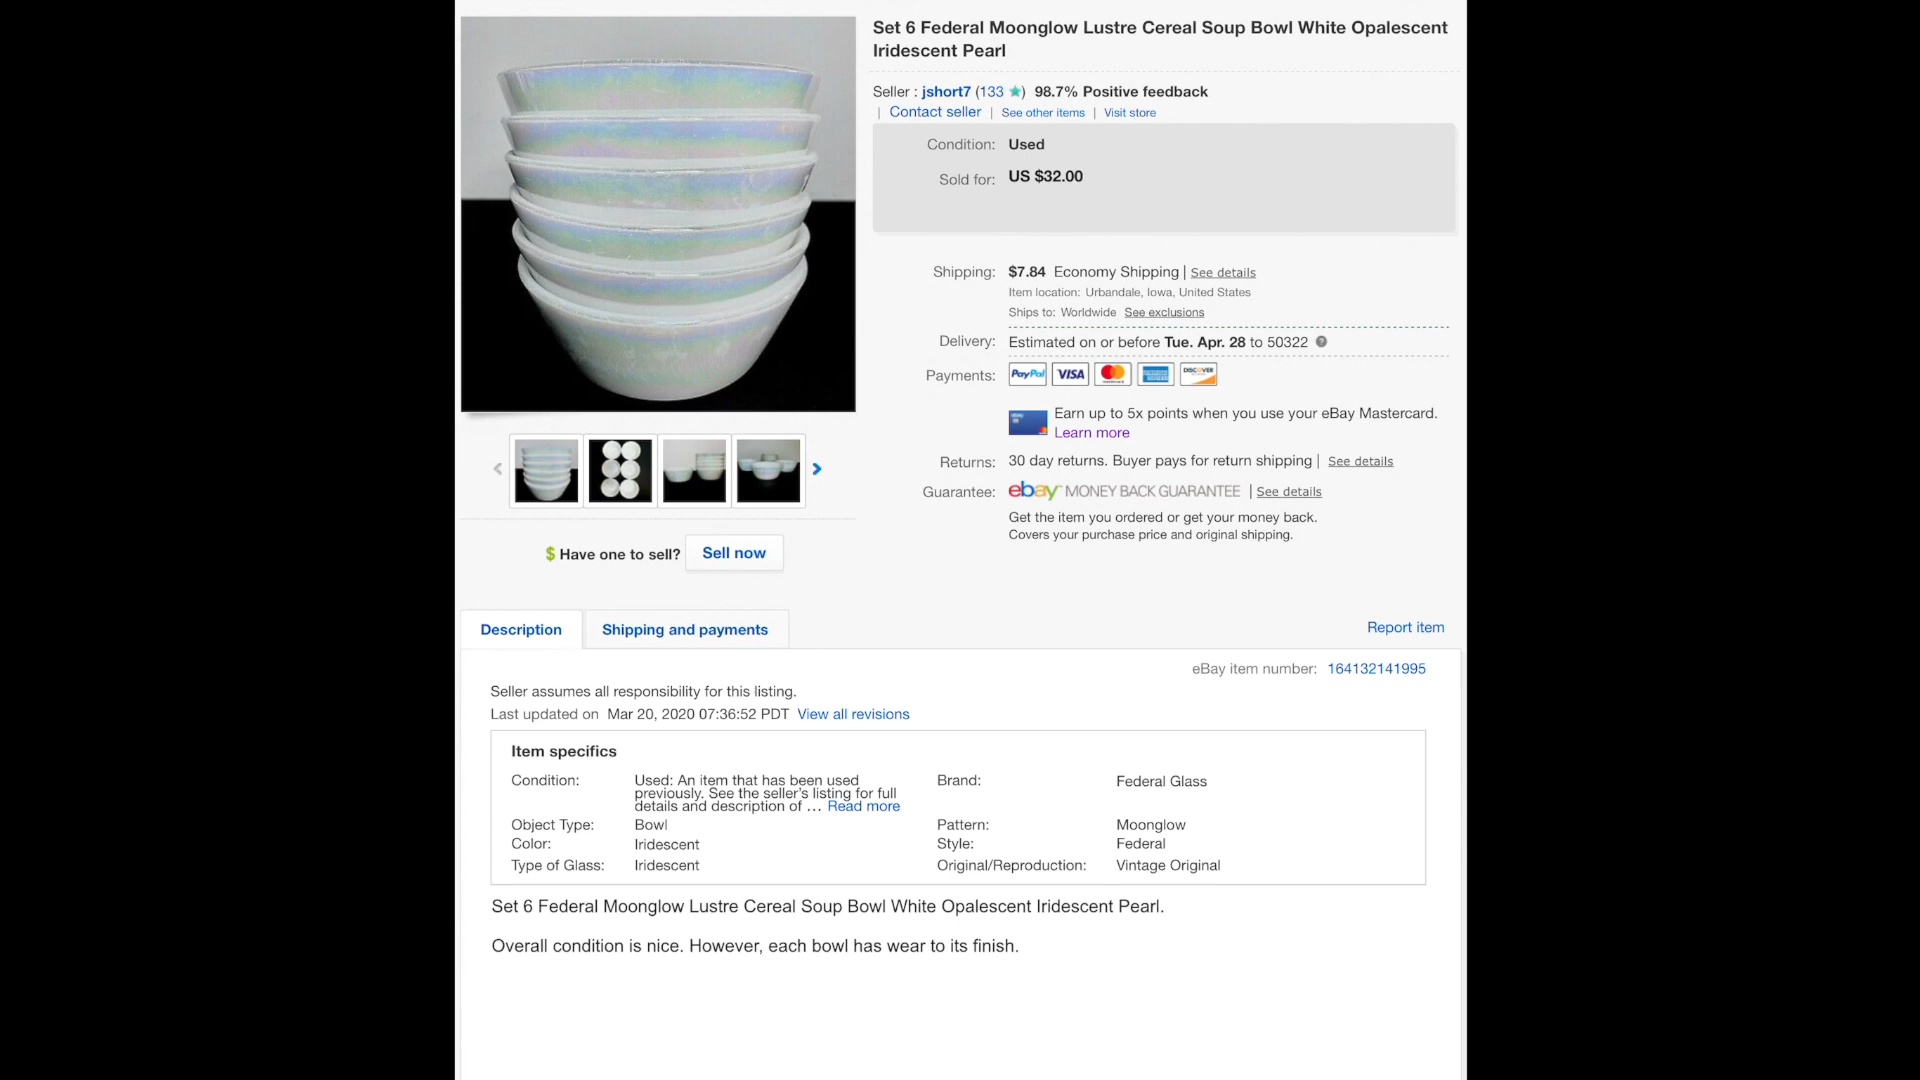 Set 6 Federal Moonglow Lustre Cereal Soup Bowl White Opalescent
Iridescent Pearl
Seller : jshort7 (133 ) 98.7% Positive feedback
| Contact seller | See other items | Visit store
Condition: Used
Sold for: US $32.00
Shipping: $7.84 Economy Shipping | See details
Item location: Urbandale, Iowa, United States
Ships to: Worldwide See exclusions
Delivery: Estimated on or before Tue. Apr. 28 to 50322 ?
Payments: PayPal VISA mastercard DISCOVER
Earn up to 5x points when you use your eBay Mastercard.
Learn more
Returns: 30 day returns. Buyer pays for return shipping | See details
Guarantee: ebay MONEY BACK GUARANTEE | See details
Get the item you ordered or get your money back.
Covers your purchase price and original shipping.
$ Have one to sell? Sell now
Description Shipping and payments Report item
eBay item number: 164132141995
Seller assumes all responsibility for this listing.
Last updated on Mar 20, 2020 07:36:52 PDT View all revisions
Item specifics
Condition: Used: An item that has been used Brand: Federal Glass
previously. See the seller's listing for full
details and description of ... Read more
Object Type: Bowl Pattern: Moonglow
Color: Iridescent Style: Federal
Type of Glass: Iridescent Original/Reproduction: Vintage Original
Set 6 Federal Moonglow Lustre Cereal Soup Bowl White Opalescent Iridescent Pearl.
Overall condition is nice. However, each bowl has wear to its finish.